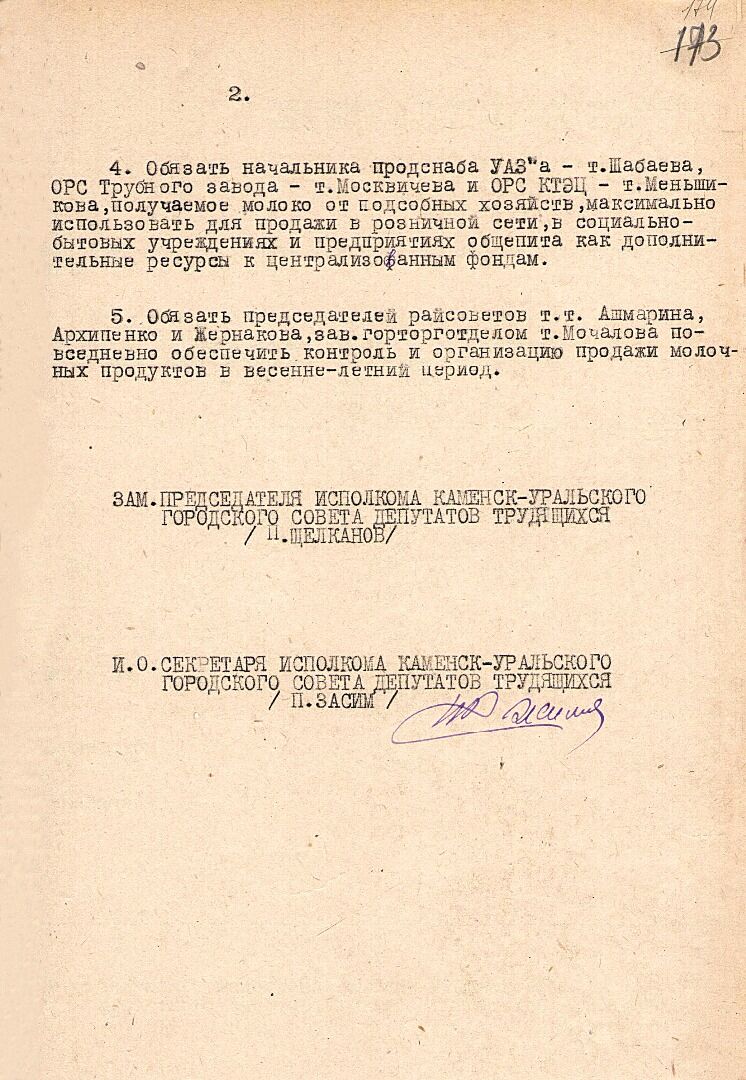 174
173
2.
4. Обязать начальника продснаба УАЗ"а - т.Шабаева,
ОРС Трубного завода - т.Москвичева и ОРС КТЭЦ - т.Меньши-
кова,получаемое молоко от подсобных хозяйств,максимально
использовать для продажи в розничной сети,в социально-
бытовых учреждениях и предприятиях общепита как дополни-
тельные ресурсы к централизованным фондам.
5. Обязать председателей райсоветов т.т. Ашмарина,
Архипенко и Жернакова,зав.горторготделом т.Мочалова по-
вседневно обеспечить контроль и организацию продажи молоч-
ных продуктов в весенне-летний период.
ЗАМ.ПРЕДСЕДАТЕЛЯ ИСПОЛКОМА КАМЕНСК-УРАЛЬСКОГО
ГОРОДСКОГО СОВЕТА ДЕПУТАТОВ ТРУДЯЩИХСЯ
/ П.ЩЕЛКАНОВ/
И.О.СЕКРЕТАРЯ ИСПОЛКОМА КАМЕНСК-УРАЛЬСКОГО
ГОРОДСКОГО СОВЕТА ДЕПУТАТОВ ТРУДЯЩИХСЯ
/ П.ЗАСИМ /